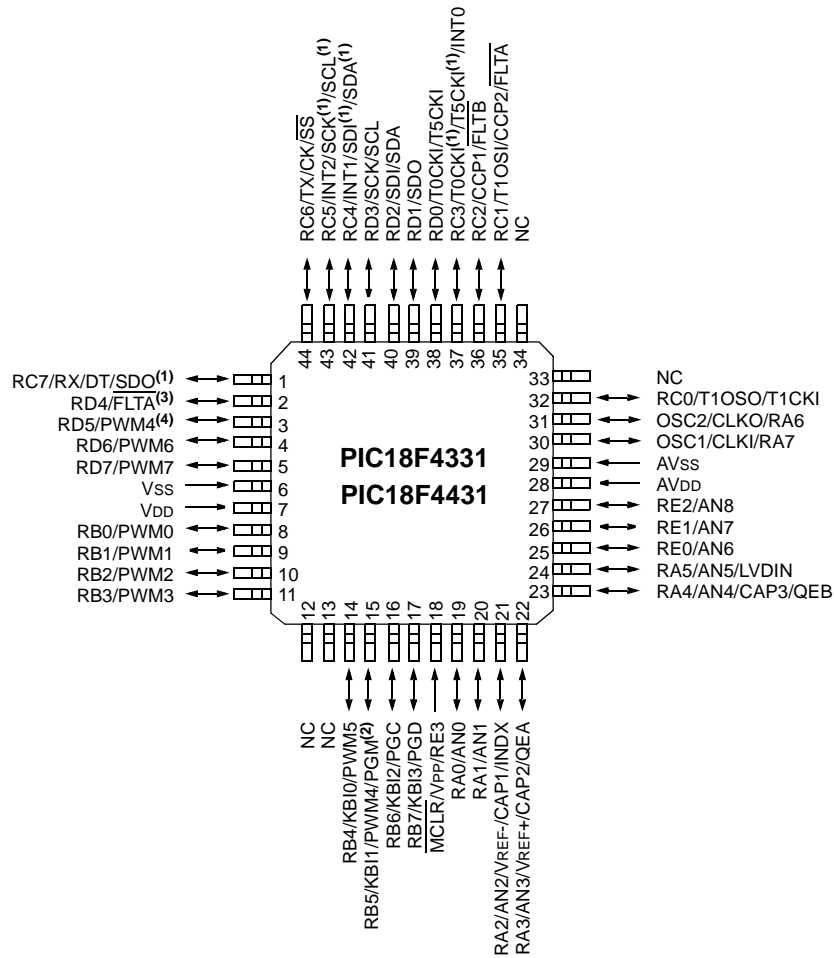 RC6/TX/CK/SS
RC5/INT2/SCK(1)/SCL(1)
RC4/INT1/SDI(1)/SDA(1)
RD3/SCK/SCL
RD2/SDI/SDA
RD1/SDO
RD0/T0CKI/T5CKI
RC3/T0CKI(1)/T5CKI(1)/INT0
RC2/CCP1/FLTB
RC1/T1OSI/CCP2/FLTA
NC
44
43
42
41
40
39
38
37
36
35
34
RC7/RX/DT/SDO(1) 1
RD4/FLTA(3) 2
RD5/PWM4(4) 3
RD6/PWM6 4
RD7/PWM7 5
VSS 6
VDD 7
RB0/PWM0 8
RB1/PWM1 9
RB2/PWM2 10
RB3/PWM3 11
PIC18F4331
PIC18F4431
33 NC
32 RC0/T1OSO/T1CKI
31 OSC2/CLKO/RA6
30 OSC1/CLKI/RA7
29 AVSS
28 AVDD
27 RE2/AN8
26 RE1/AN7
25 RE0/AN6
24 RA5/AN5/LVDIN
23 RA4/AN4/CAP3/QEB
12
13
14
15
16
17
18
19
20
21
22
NC
NC
RB4/KBI0/PWM5
RB5/KBI1/PWM4/PGM(2)
RB6/KBI2/PGC
RB7/KBI3/PGD
MCLR/VPP/RE3
RA0/AN0
RA1/AN1
RA2/AN2/VREF-/CAP1/INDX
RA3/AN3/VREF+/CAP2/QEA